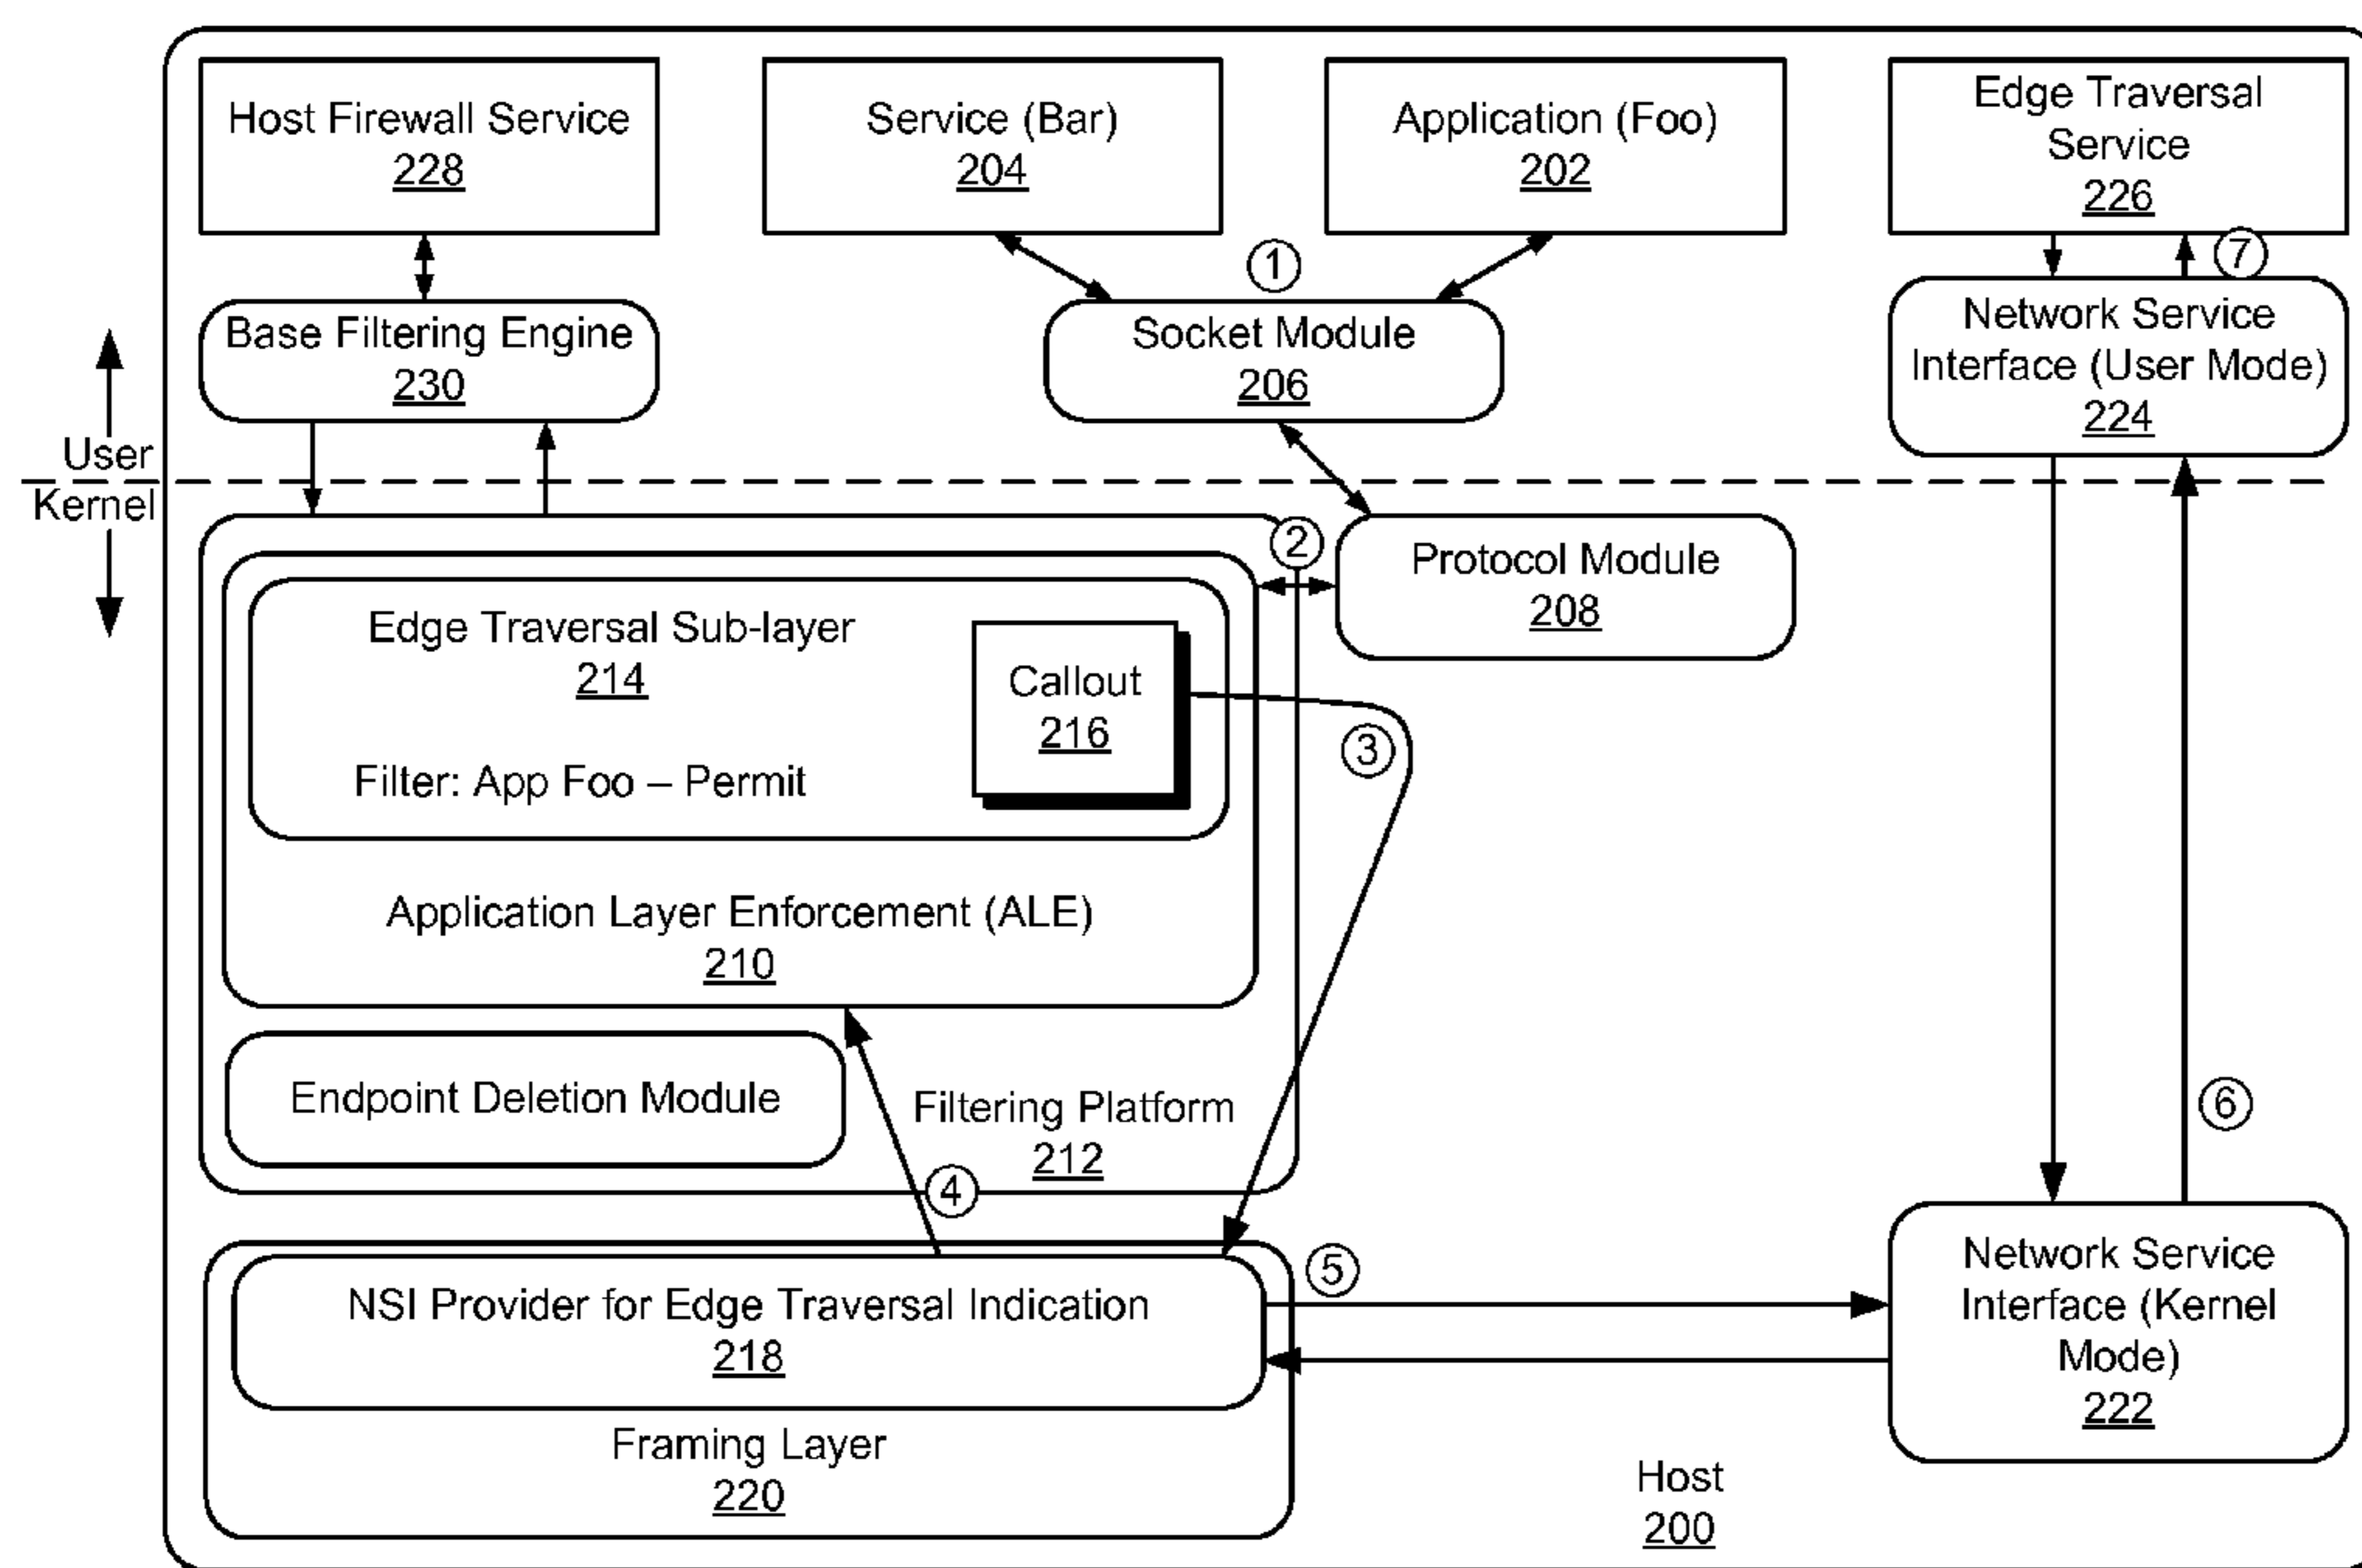 Host Firewall Service
228
Service (Bar)
204
Application (Foo)
202
Edge Traversal
Service
226
1
7
Base Filtering Engine
230
Socket Module
206
Network Service
Interface (User Mode)
224
User
Kernel
2
Protocol Module
208
Edge Traversal Sub-layer
214
Callout
216
Filter: App Foo – Permit
3
Application Layer Enforcement (ALE)
210
Endpoint Deletion Module
Filtering Platform
212
4
6
5
NSI Provider for Edge Traversal Indication
218
Network Service
Interface (Kernel
Mode)
222
Framing Layer
220
Host
200